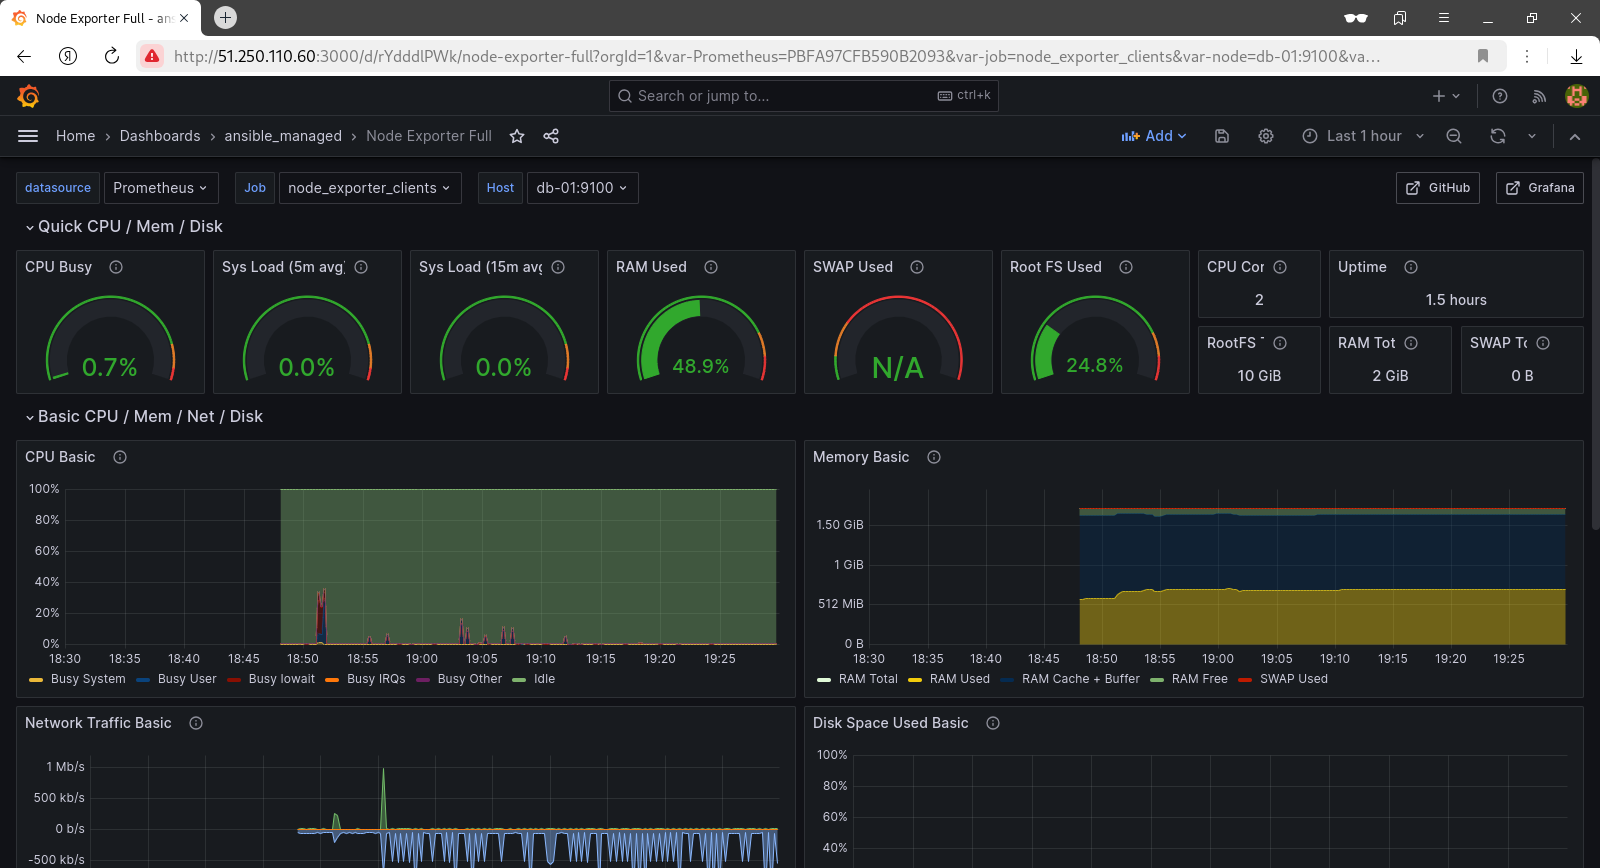 Node Exporter Full - ans
http://51.250.110.60:3000/d/rYdddlPWk/node-exporter-full?orgId=1&var-Prometheus=PBFA97CFB590B2093&var-job=node_exporter_clients&var-node=db-01:9100&va...
Search or jump to...
ctrl+k
Home > Dashboards > ansible_managed > Node Exporter Full
Add
Last 1 hour
datasource Prometheus Job node_exporter_clients Host db-01:9100
GitHub Grafana
Quick CPU / Mem / Disk
CPU Busy
0.7%
Sys Load (5m avg)
0.0%
Sys Load (15m avg
0.0%
RAM Used
48.9%
SWAP Used
N/A
Root FS Used
24.8%
CPU Cor
2
Uptime
1.5 hours
RootFS T
10 GiB
RAM Tot
2 GiB
SWAP To
0 B
Basic CPU / Mem / Net / Disk
CPU Basic
100%
80%
60%
40%
20%
0%
18:30 18:35 18:40 18:45 18:50 18:55 19:00 19:05 19:10 19:15 19:20 19:25
Busy System Busy User Busy Iowait Busy IRQs Busy Other Idle
Memory Basic
1.50 GiB
1 GiB
512 MiB
0 B
18:30 18:35 18:40 18:45 18:50 18:55 19:00 19:05 19:10 19:15 19:20 19:25
RAM Total RAM Used RAM Cache + Buffer RAM Free SWAP Used
Network Traffic Basic
1 Mb/s
500 kb/s
0 b/s
-500 kb/s
Disk Space Used Basic
100%
80%
60%
40%